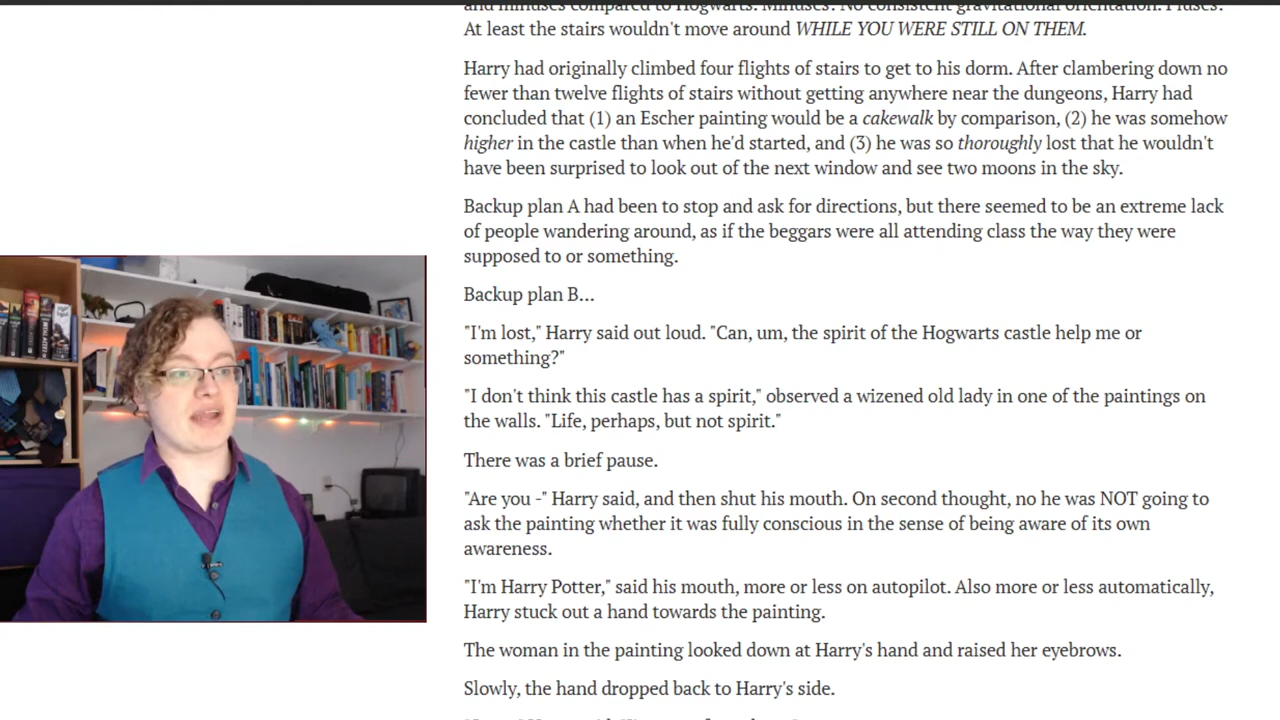 and minuses compared to Hogwarts. Minuses: No consistent gravitational orientation. Pluses:
At least the stairs wouldn't move around WHILE YOU WERE STILL ON THEM.
Harry had originally climbed four flights of stairs to get to his dorm. After clambering down no
fewer than twelve flights of stairs without getting anywhere near the dungeons, Harry had
concluded that (1) an Escher painting would be a cakewalk by comparison, (2) he was somehow
higher in the castle than when he'd started, and (3) he was so thoroughly lost that he wouldn't
have been surprised to look out of the next window and see two moons in the sky.
Backup plan A had been to stop and ask for directions, but there seemed to be an extreme lack
of people wandering around, as if the beggars were all attending class the way they were
supposed to or something.
Backup plan B...
"I'm lost," Harry said out loud. "Can, um, the spirit of the Hogwarts castle help me or
something?"
"I don't think this castle has a spirit," observed a wizened old lady in one of the paintings on
the walls. "Life, perhaps, but not spirit."
There was a brief pause.
"Are you -" Harry said, and then shut his mouth. On second thought, no he was NOT going to
ask the painting whether it was fully conscious in the sense of being aware of its own
awareness.
"I'm Harry Potter," said his mouth, more or less on autopilot. Also more or less automatically,
Harry stuck out a hand towards the painting.
The woman in the painting looked down at Harry's hand and raised her eyebrows.
Slowly, the hand dropped back to Harry's side.